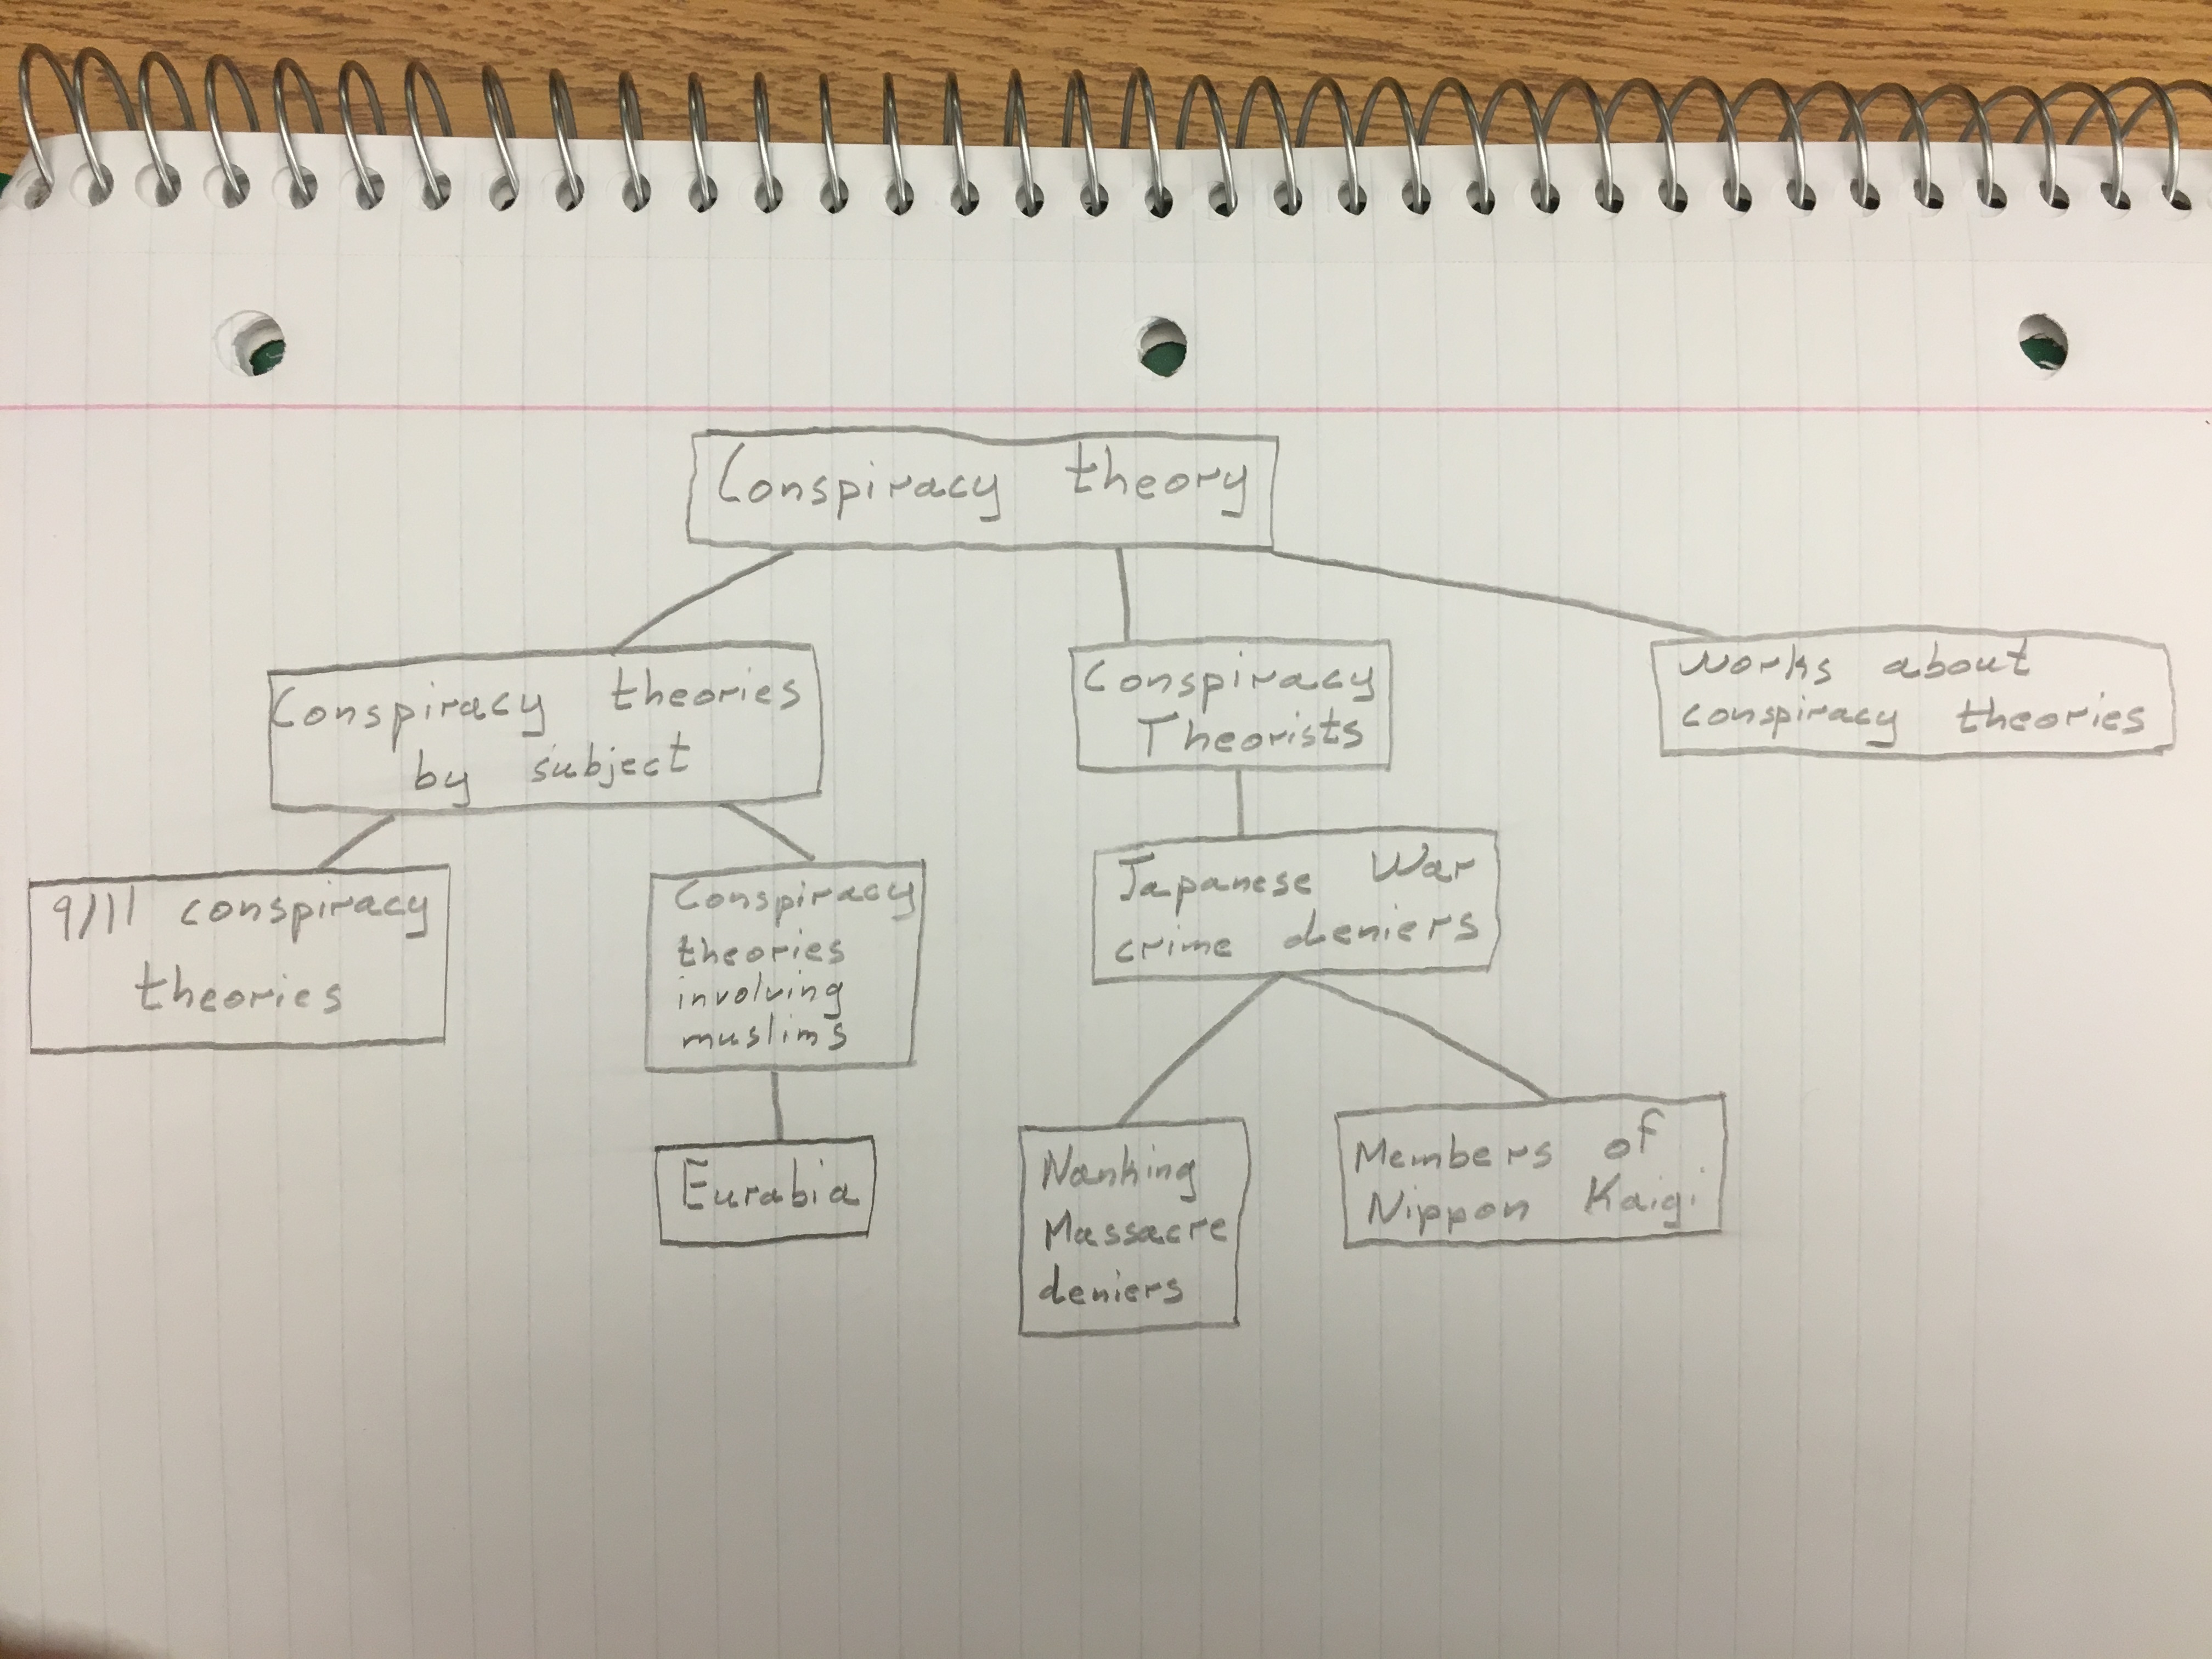 Conspiracy theory
Conspiracy theories
by subject
Conspiracy
Theorists
works about
conspiracy theories
9/11 conspiracy
theories
Conspiracy
theories
involving
muslims
Japanese War
crime deniers
Eurabia
Nanking
Massacre
deniers
Members of
Nippon Kaigi